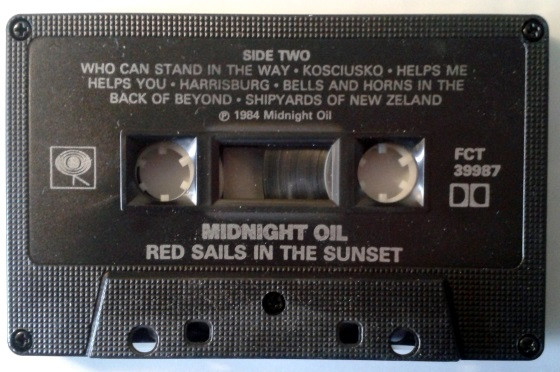 SIDE TWO
WHO CAN STAND IN THE WAY • KOSCIUSKO • HELPS ME
HELPS YOU • HARRISBURG • BELLS AND HORNS IN THE
BACK OF BEYOND • SHIPYARDS OF NEW ZELAND
℗ 1984 Midnight Oil
FCT
39987
MIDNIGHT OIL
RED SAILS IN THE SUNSET